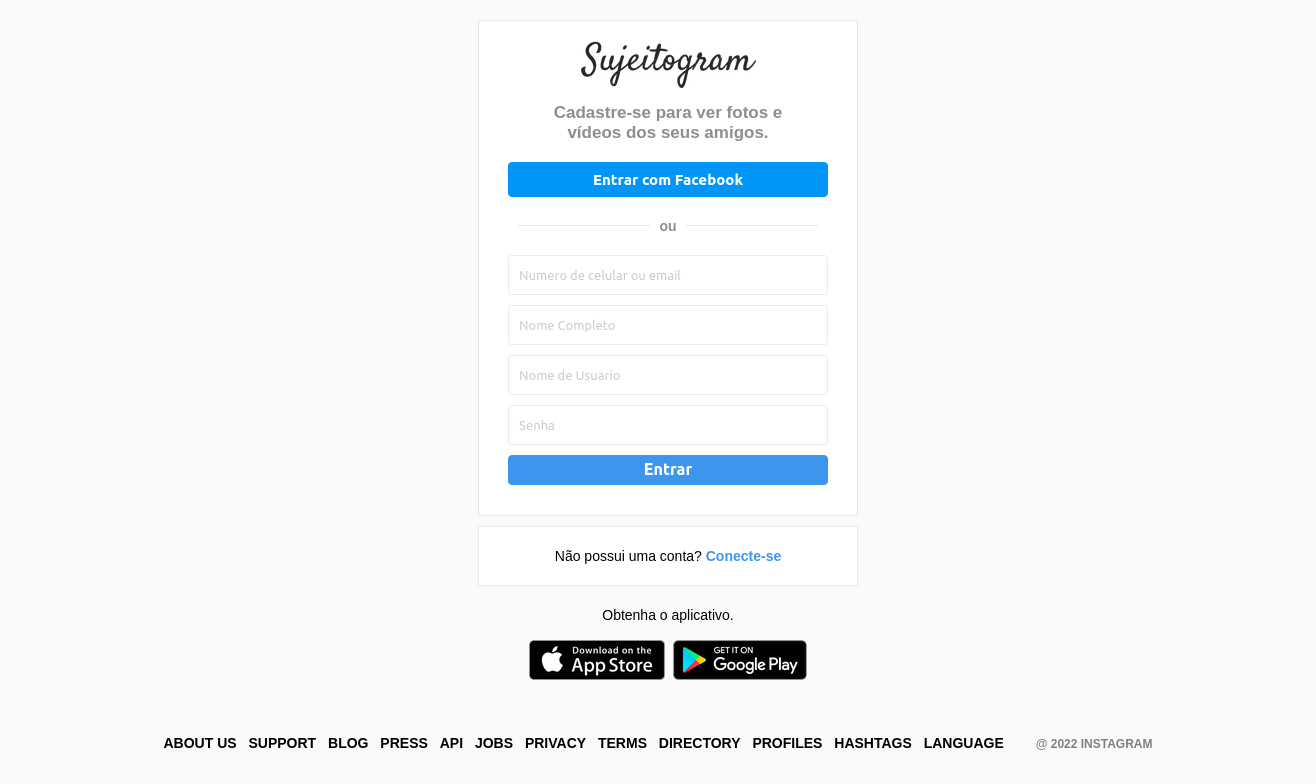 Sujeitogram
Cadastre-se para ver fotos e
vídeos dos seus amigos.
Entrar com Facebook
ou
Numero de celular ou email
Nome Completo
Nome de Usuario
Senha
Entrar
Não possui uma conta? Conecte-se
Obtenha o aplicativo.
Download on the
App Store
GET IT ON
Google Play
ABOUT US SUPPORT BLOG PRESS API JOBS PRIVACY TERMS DIRECTORY PROFILES HASHTAGS LANGUAGE @ 2022 INSTAGRAM